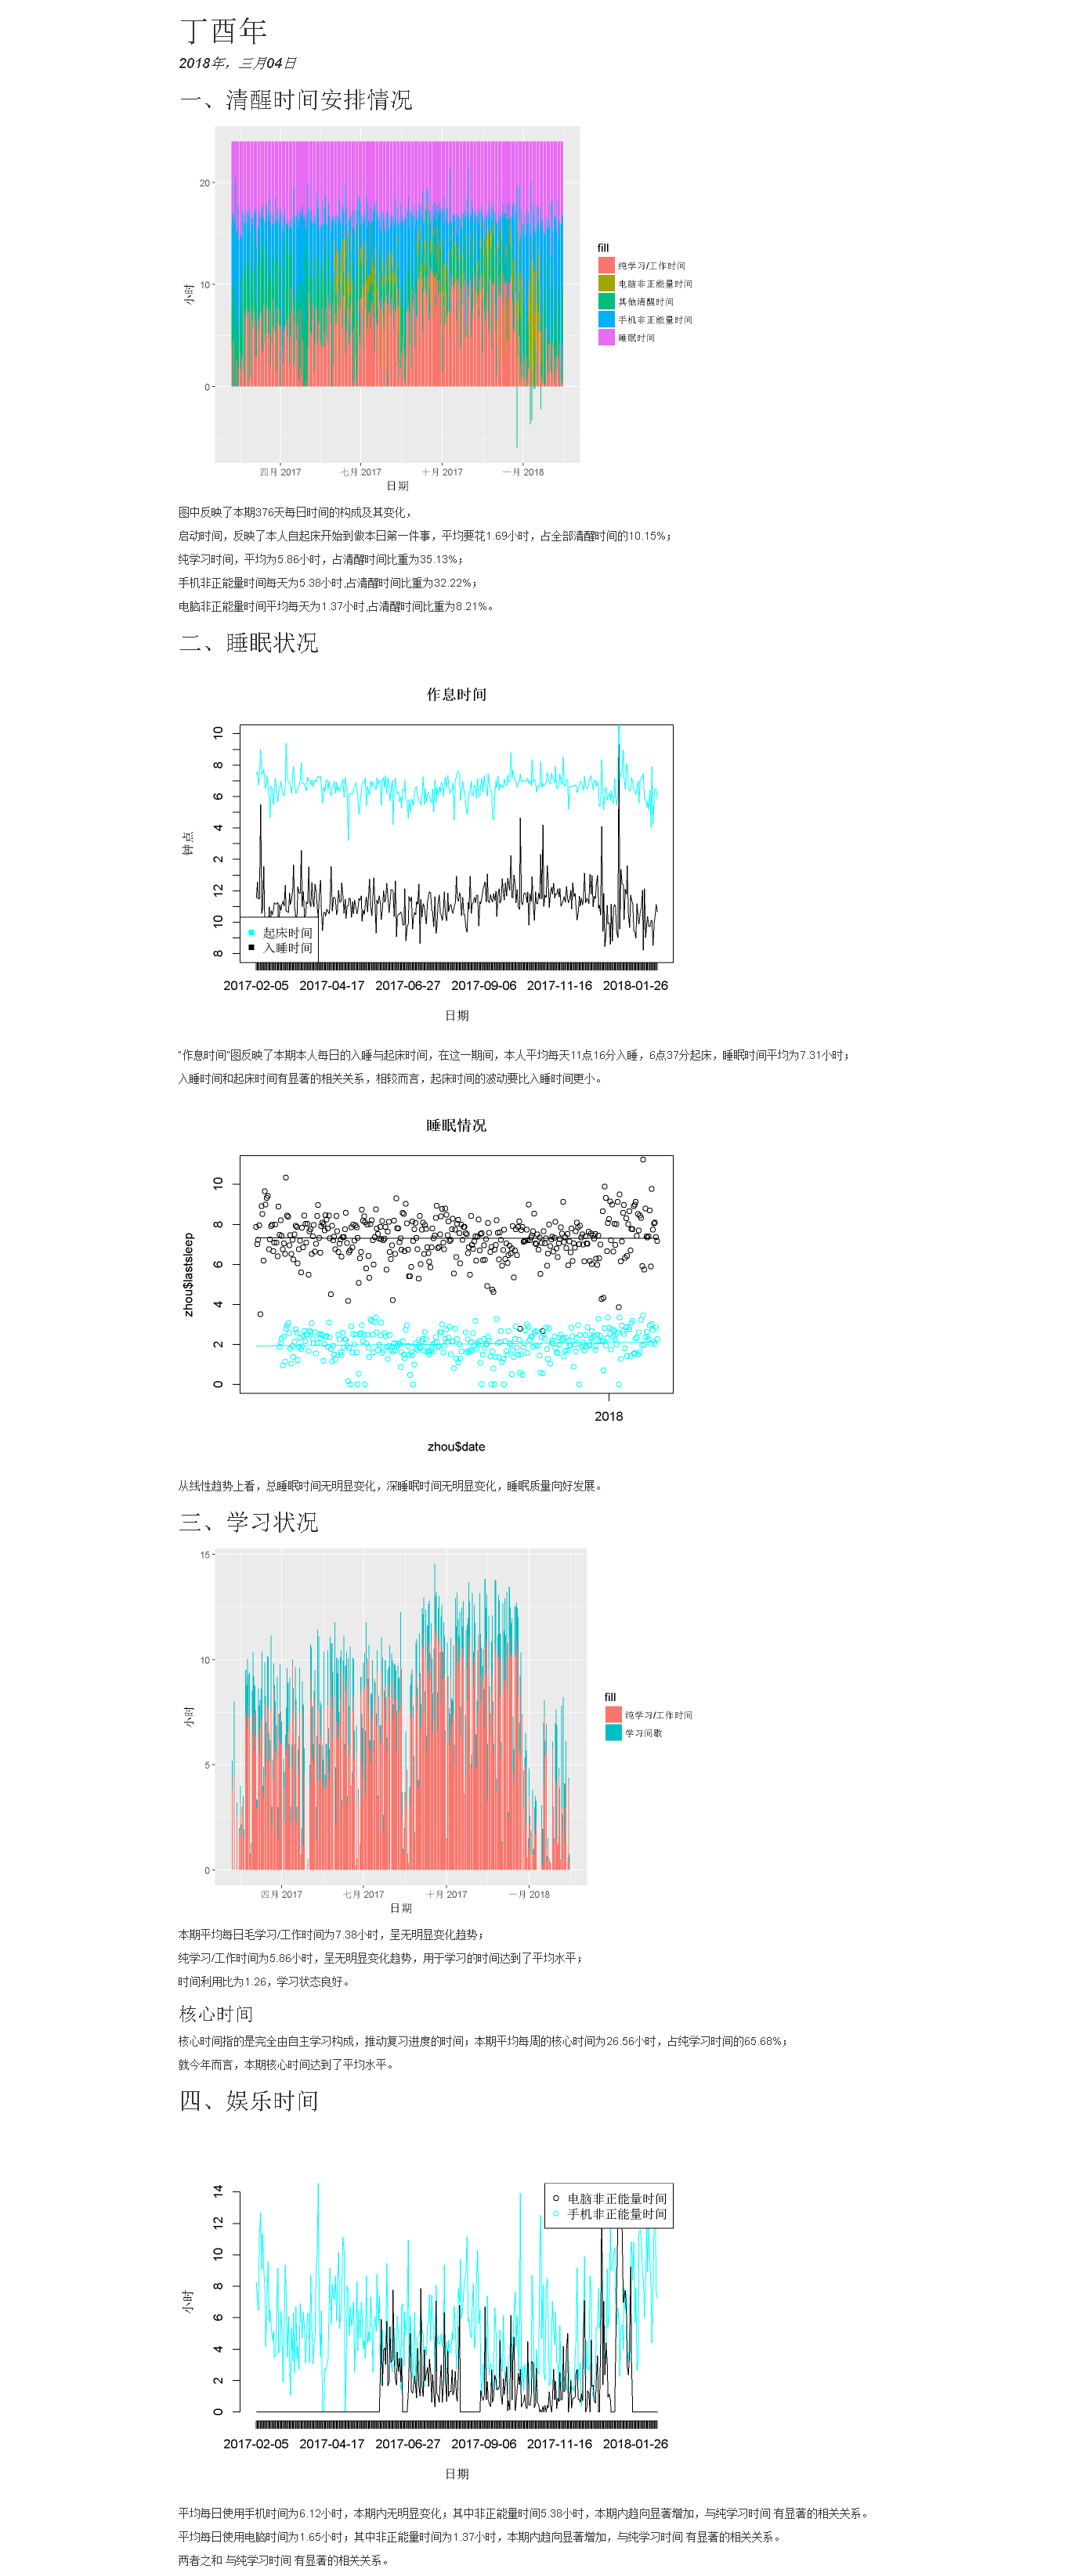 丁酉年
2018年，三月04日
一、清醒时间安排情况
20
10
0
小时
四月 2017
七月 2017
十月 2017
一月 2018
日期
fill
纯学习/工作时间
电脑非正能量时间
其他清醒时间
手机非正能量时间
睡眠时间
图中反映了本期376天每日时间的构成及其变化，
启动时间，反映了本人自起床开始到做本日第一件事，平均要花1.69小时，占全部清醒时间的10.15%；
纯学习时间，平均为5.86小时，占清醒时间比重为35.13%；
手机非正能量时间每天为5.38小时,占清醒时间比重为32.22%；
电脑非正能量时间平均每天为1.37小时,占清醒时间比重为8.21%。
二、睡眠状况
作息时间
10
8
6
4
2
12
10
8
钟点
起床时间
入睡时间
2017-02-05
2017-04-17
2017-06-27
2017-09-06
2017-11-16
2018-01-26
日期
"作息时间"图反映了本期本人每日的入睡与起床时间，在这一期间，本人平均每天11点16分入睡，6点37分起床，睡眠时间平均为7.31小时；
入睡时间和起床时间有显著的相关关系，相较而言，起床时间的波动要比入睡时间更小。
睡眠情况
10
8
6
4
2
0
zhou$lastsleep
2018
zhou$date
从线性趋势上看，总睡眠时间无明显变化，深睡眠时间无明显变化，睡眠质量向好发展。
三、学习状况
15
10
5
0
小时
四月 2017
七月 2017
十月 2017
一月 2018
日期
fill
纯学习/工作时间
学习间歇
本期平均每日毛学习/工作时间为7.38小时，呈无明显变化趋势；
纯学习/工作时间为5.86小时，呈无明显变化趋势，用于学习的时间达到了平均水平；
时间利用比为1.26，学习状态良好。
核心时间
核心时间指的是完全由自主学习构成，推动复习进度的时间；本期平均每周的核心时间为26.56小时，占纯学习时间的65.68%；
就今年而言，本期核心时间达到了平均水平。
四、娱乐时间
14
12
10
8
6
4
2
0
小时
电脑非正能量时间
手机非正能量时间
2017-02-05
2017-04-17
2017-06-27
2017-09-06
2017-11-16
2018-01-26
日期
平均每日使用手机时间为6.12小时，本期内无明显变化；其中非正能量时间5.38小时，本期内趋向显著增加，与纯学习时间 有显著的相关关系。
平均每日使用电脑时间为1.65小时；其中非正能量时间为1.37小时，本期内趋向显著增加，与纯学习时间 有显著的相关关系。
两者之和 与纯学习时间 有显著的相关关系。